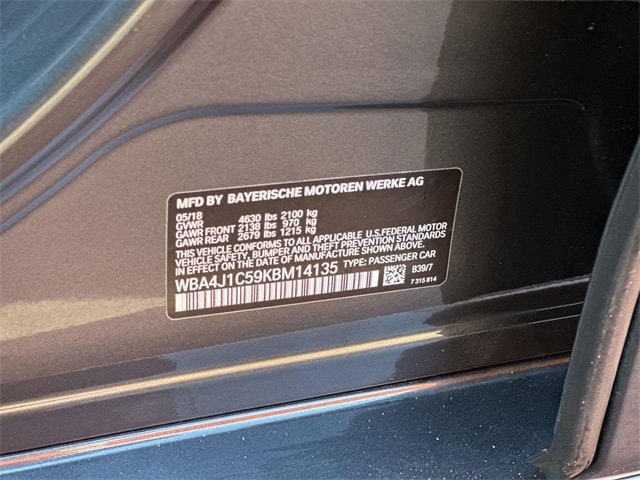 MFD BY BAYERISCHE MOTOREN WERKE AG
05/18
GVWR 4630 lbs 2100 kg
GAWR FRONT 2138 lbs 970 kg
GAWR REAR 2679 lbs 1215 kg
THIS VEHICLE CONFORMS TO ALL APPLICABLE U.S.FEDERAL MOTOR
VEHICLE SAFETY, BUMPER, AND THEFT PREVENTION STANDARDS
IN EFFECT ON THE DATE OF MANUFACTURE SHOWN ABOVE.
WBA4J1C59KBM14135 TYPE: PASSENGER CAR
B39/7
7 315 814